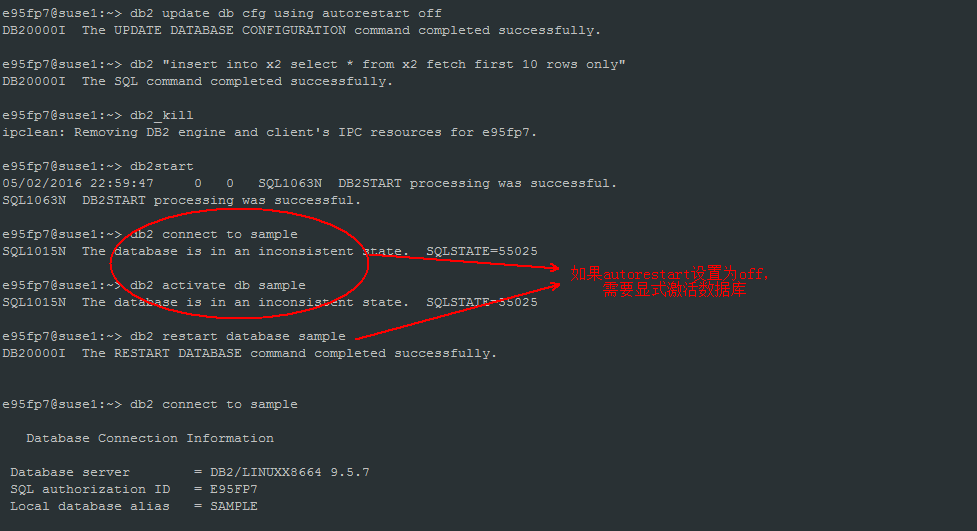 e95fp7@suse1:~> db2 update db cfg using autorestart off
DB20000I  The UPDATE DATABASE CONFIGURATION command completed successfully.
e95fp7@suse1:~> db2 "insert into x2 select * from x2 fetch first 10 rows only"
DB20000I  The SQL command completed successfully.
e95fp7@suse1:~> db2_kill
ipclean: Removing DB2 engine and client's IPC resources for e95fp7.
e95fp7@suse1:~> db2start
05/02/2016 22:59:47     0   0   SQL1063N  DB2START processing was successful.
SQL1063N  DB2START processing was successful.
e95fp7@suse1:~> db2 connect to sample
SQL1015N  The database is in an inconsistent state.  SQLSTATE=55025
e95fp7@suse1:~> db2 activate db sample
SQL1015N  The database is in an inconsistent state.  SQLSTATE=55025
如果autorestart设置为off,
需要显式激活数据库
e95fp7@suse1:~> db2 restart database sample
DB20000I  The RESTART DATABASE command completed successfully.
e95fp7@suse1:~> db2 connect to sample
Database Connection Information
Database server        = DB2/LINUXX8664 9.5.7
SQL authorization ID   = E95FP7
Local database alias   = SAMPLE